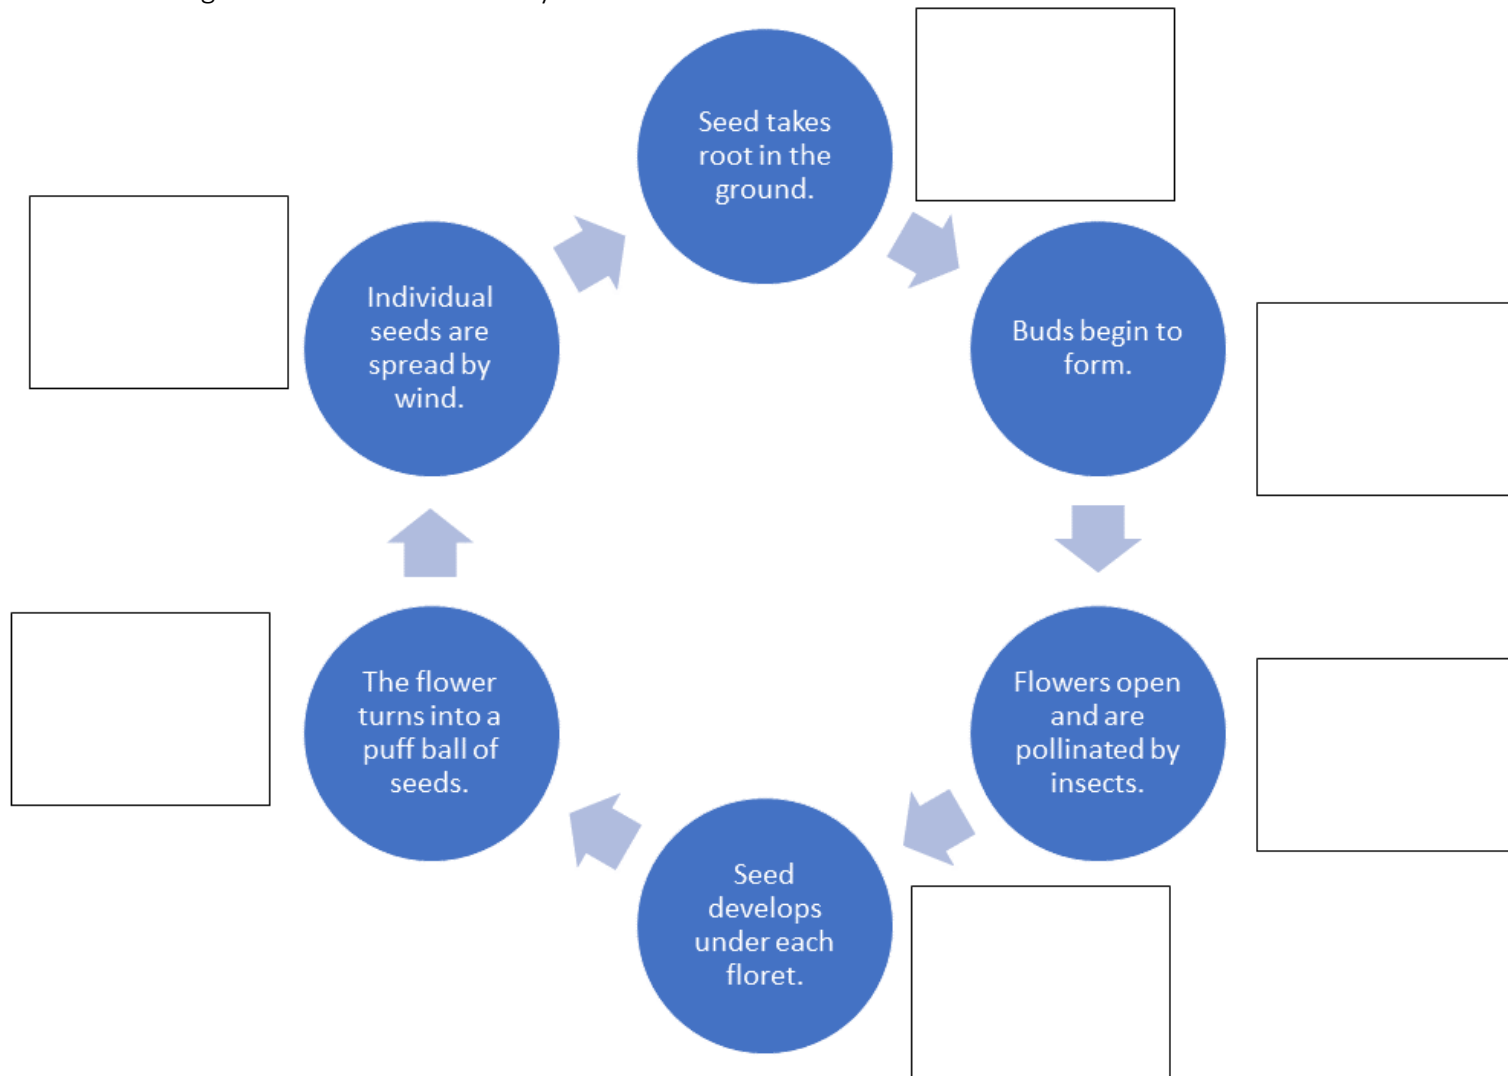 Seed takes
root in the
ground.
Buds begin to
form.
Flowers open
and are
pollinated by
insects.
Seed
develops
under each
floret.
The flower
turns into a
puff ball of
seeds.
Individual
seeds are
spread by
wind.